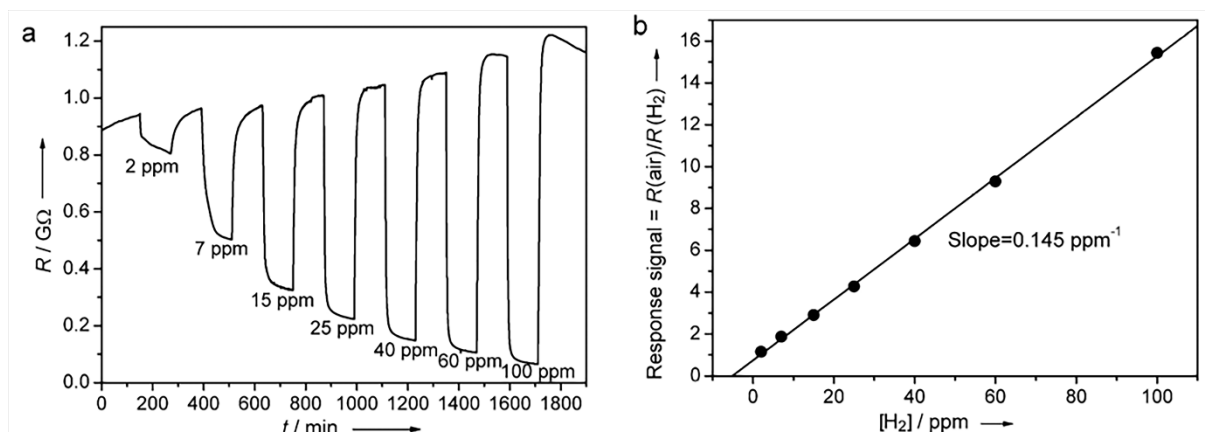 a
1.2
1.0
0.8
0.6
0.4
0.2
0.0
R / GΩ
2 ppm
7 ppm
15 ppm
25 ppm
40 ppm
60 ppm
100 ppm
0 200 400 600 800 1000 1200 1400 1600 1800
t / min
b
16
14
12
10
8
6
4
2
0
Response signal = R(air)/R(H₂)
Slope=0.145 ppm⁻¹
0 20 40 60 80 100
[H₂] / ppm